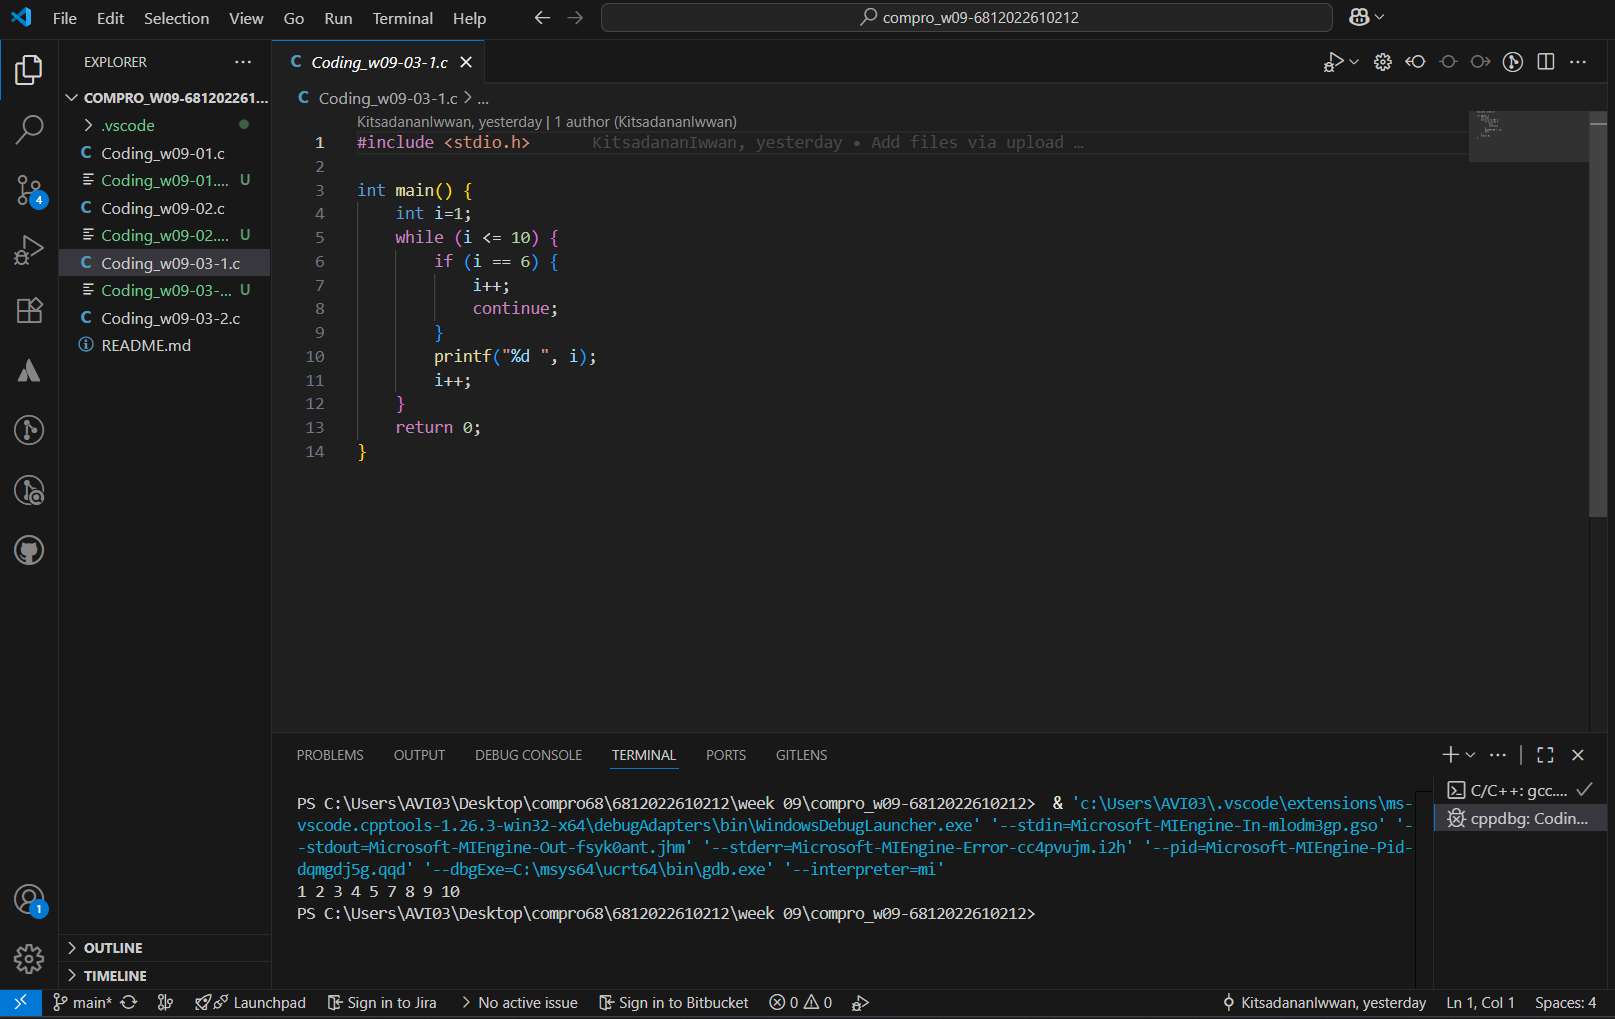 File Edit Selection View Go Run Terminal Help
compro_w09-6812022610212
EXPLORER
COMPRO_W09-681202261...
.vscode
C Coding_w09-01.c
Coding_w09-01.... U
C Coding_w09-02.c
Coding_w09-02.... U
C Coding_w09-03-1.c
Coding_w09-03-... U
C Coding_w09-03-2.c
README.md
4
1
OUTLINE
TIMELINE
C Coding_w09-03-1.c
C Coding_w09-03-1.c > ...
KitsadananIwwan, yesterday | 1 author (KitsadananIwwan)
1 #include <stdio.h> KitsadananIwwan, yesterday • Add files via upload …
2
3 int main() {
4 int i=1;
5 while (i <= 10) {
6 if (i == 6) {
7 i++;
8 continue;
9 }
10 printf("%d ", i);
11 i++;
12 }
13 return 0;
14 }
PROBLEMS OUTPUT DEBUG CONSOLE TERMINAL PORTS GITLENS
PS C:\Users\AVI03\Desktop\compro68\6812022610212\week 09\compro_w09-6812022610212> & 'c:\Users\AVI03\.vscode\extensions\ms-
vscode.cpptools-1.26.3-win32-x64\debugAdapters\bin\WindowsDebugLauncher.exe' '--stdin=Microsoft-MIEngine-In-mlodm3gp.gso' '-
-stdout=Microsoft-MIEngine-Out-fsyk0ant.jhm' '--stderr=Microsoft-MIEngine-Error-cc4pvujm.i2h' '--pid=Microsoft-MIEngine-Pid-
dqmgdj5g.qqd' '--dbgExe=C:\msys64\ucrt64\bin\gdb.exe' '--interpreter=mi'
1 2 3 4 5 7 8 9 10
PS C:\Users\AVI03\Desktop\compro68\6812022610212\week 09\compro_w09-6812022610212>
C/C++: gcc....
cppdbg: Codin...
main* Launchpad Sign in to Jira No active issue Sign in to Bitbucket 0 0 KitsadananIwwan, yesterday Ln 1, Col 1 Spaces: 4